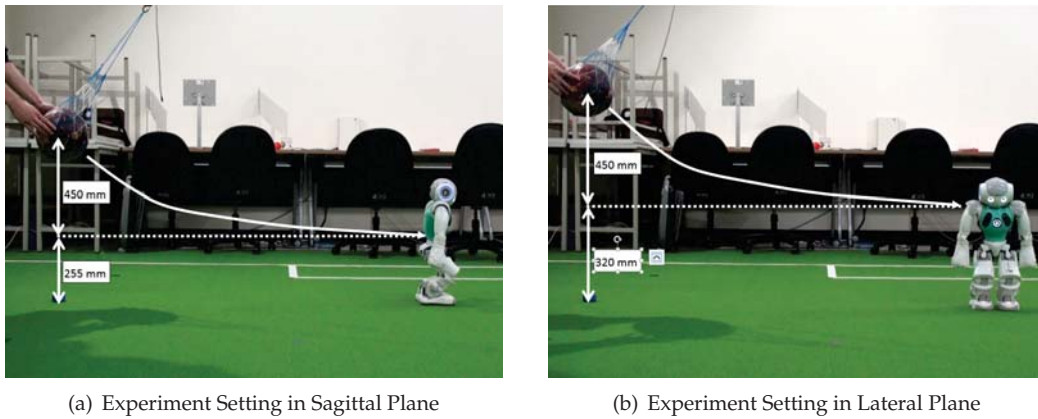 450 mm
255 mm
450 mm
320 mm
(a) Experiment Setting in Sagittal Plane
(b) Experiment Setting in Lateral Plane